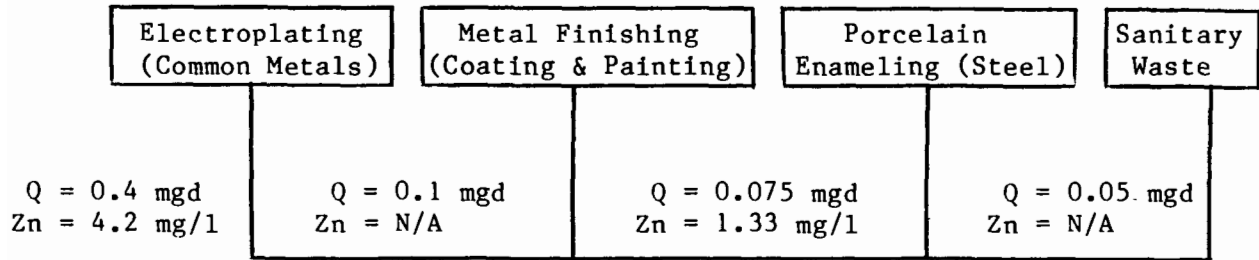 Electroplating
(Common Metals)
Metal Finishing
(Coating & Painting)
Porcelain
Enameling (Steel)
Sanitary
Waste
Q = 0.4 mgd
Zn = 4.2 mg/l
Q = 0.1 mgd
Zn = N/A
Q = 0.075 mgd
Zn = 1.33 mg/l
Q = 0.05 mgd
Zn = N/A